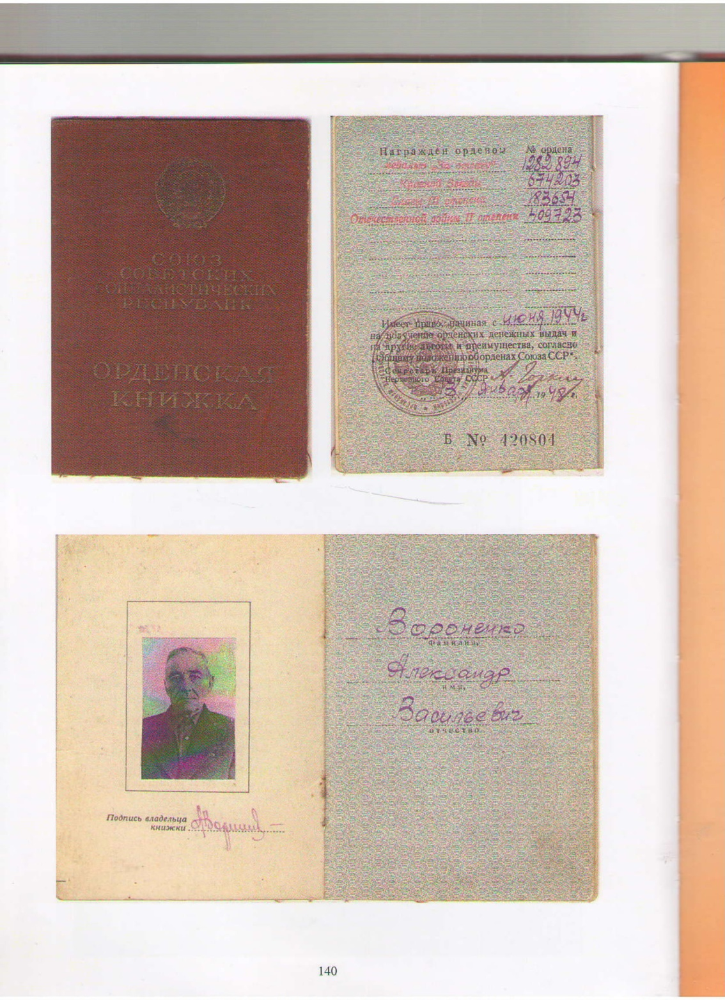 СОЮЗ
СОВЕТСКИХ
СОЦИАЛИСТИЧЕСКИХ
РЕСПУБЛИК
ОРДЕНСКАЯ
КНИЖКА
Награждён орденом № ордена
медалью „За отвагу“ 1282894
Красной Звезды 674203
Славы III степени 183654
Отечественной войны II степени 409723
Имеет право, начиная с июня 1944г
на получение орденских денежных выдач и
на другие льготы и преимущества, согласно
„Общему положению об орденах Союза ССР“.
Секретарь Президиума
Верховного Совета СССР А. Горкин
3 января 1948 г.
Б № 420801
Вороненко
фамилия,
Александр
имя,
Васильевич
отчество
Подпись владельца
книжки
140